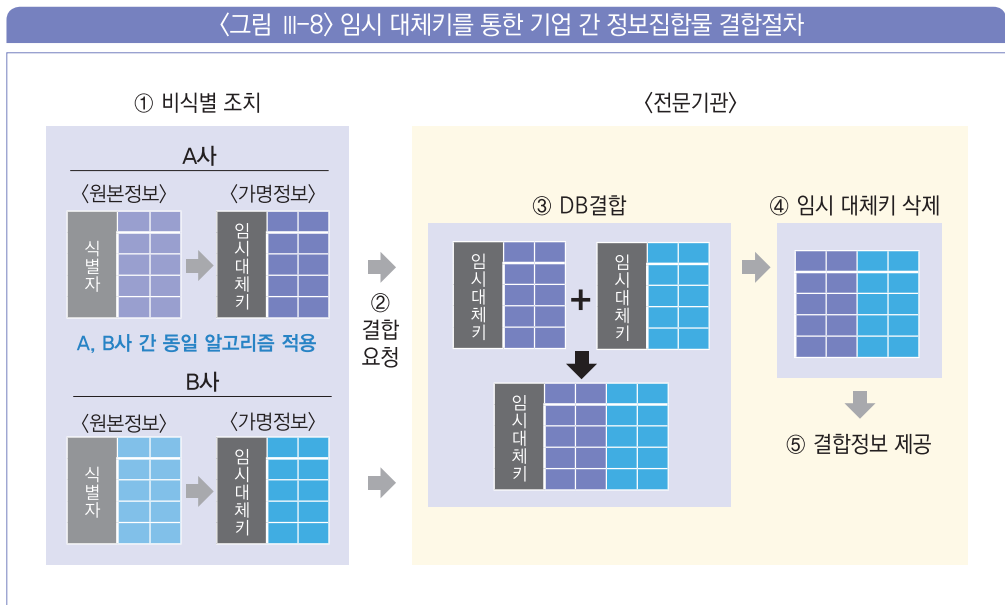 〈그림 Ⅲ-8〉 임시 대체키를 통한 기업 간 정보집합물 결합절차
① 비식별 조치
A사
〈원본정보〉
〈가명정보〉
식별자
임시대체키
A, B사 간 동일 알고리즘 적용
B사
〈원본정보〉
〈가명정보〉
식별자
임시대체키
② 결합 요청
〈전문기관〉
③ DB결합
임시대체키
+
임시대체키
임시대체키
④ 임시 대체키 삭제
⑤ 결합정보 제공